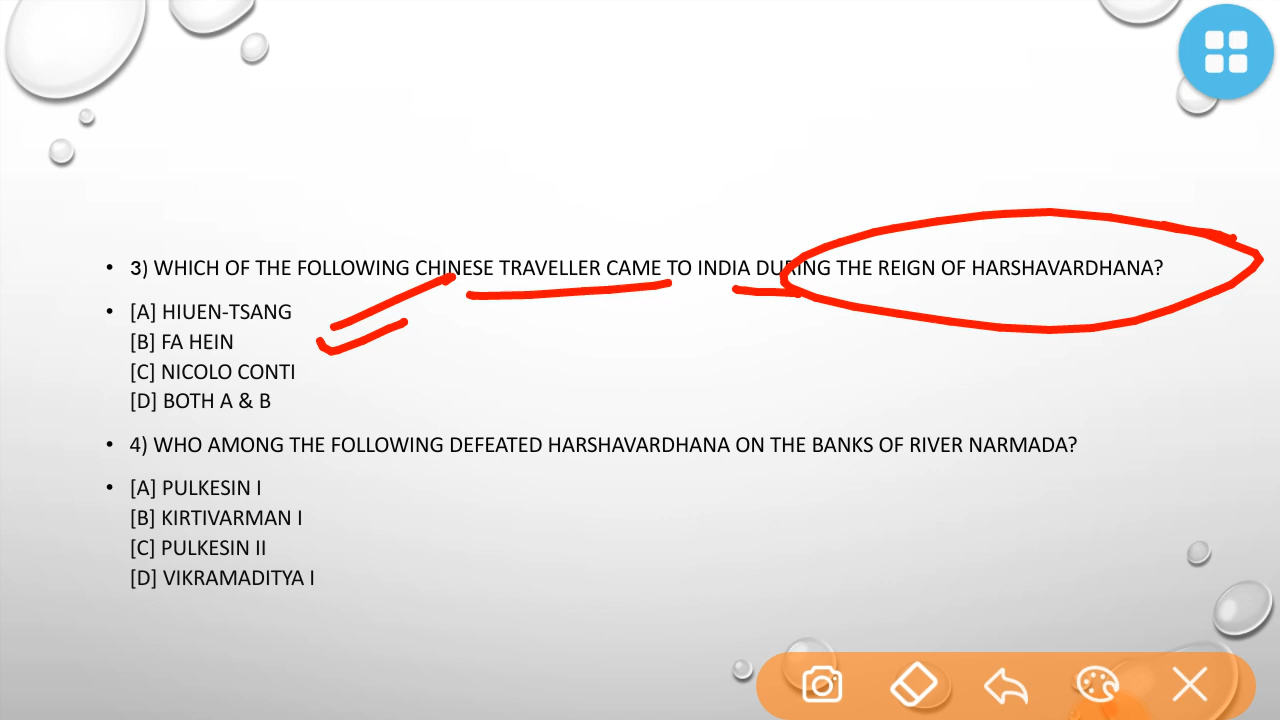 • 3) WHICH OF THE FOLLOWING CHINESE TRAVELLER CAME TO INDIA DURING THE REIGN OF HARSHAVARDHANA?
• [A] HIUEN-TSANG
[B] FA HEIN
[C] NICOLO CONTI
[D] BOTH A & B
• 4) WHO AMONG THE FOLLOWING DEFEATED HARSHAVARDHANA ON THE BANKS OF RIVER NARMADA?
• [A] PULKESIN I
[B] KIRTIVARMAN I
[C] PULKESIN II
[D] VIKRAMADITYA I